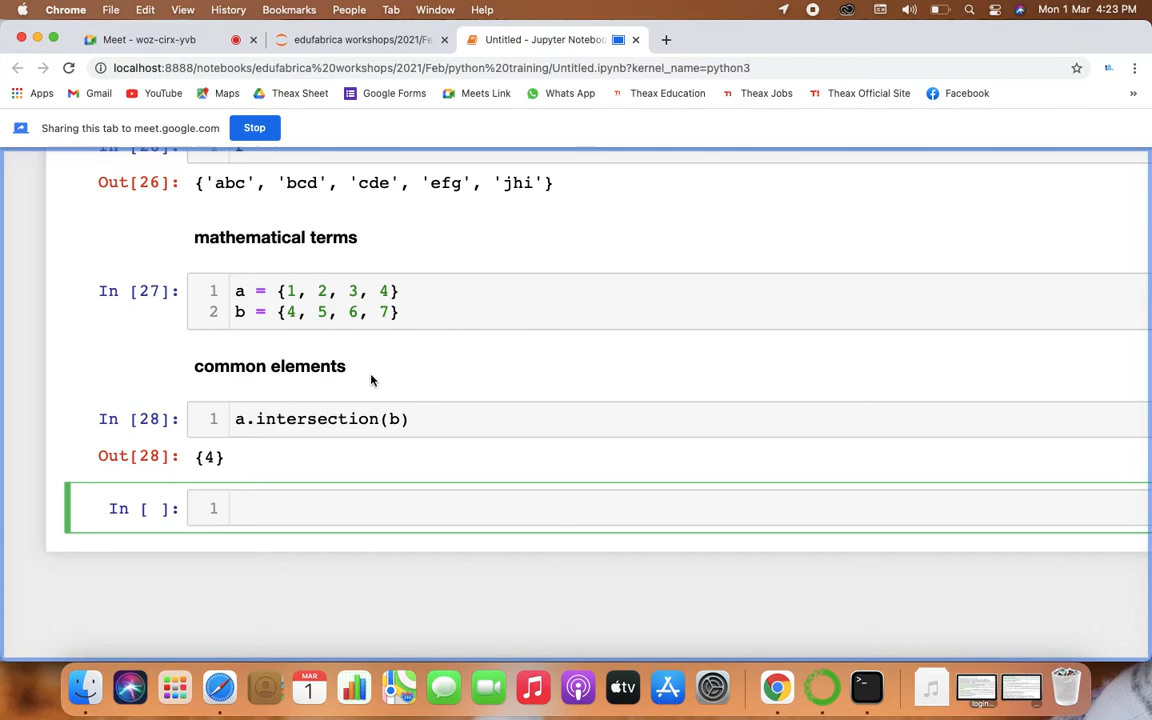 Chrome File Edit View History Bookmarks People Tab Window Help Mon 1 Mar 4:23 PM
Meet - woz-cirx-yvb edufabrica workshops/2021/Fe Untitled - Jupyter Noteboo
localhost:8888/notebooks/edufabrica%20workshops/2021/Feb/python%20training/Untitled.ipynb?kernel_name=python3
Apps Gmail YouTube Maps Theax Sheet Google Forms Meets Link Whats App Theax Education Theax Jobs Theax Official Site Facebook »
Sharing this tab to meet.google.com Stop
Out[26]: {'abc', 'bcd', 'cde', 'efg', 'jhi'}
mathematical terms
In [27]: 1 a = {1, 2, 3, 4}
2 b = {4, 5, 6, 7}
common elements
In [28]: 1 a.intersection(b)
Out[28]: {4}
In [ ]: 1
MAR
1
tv
login...